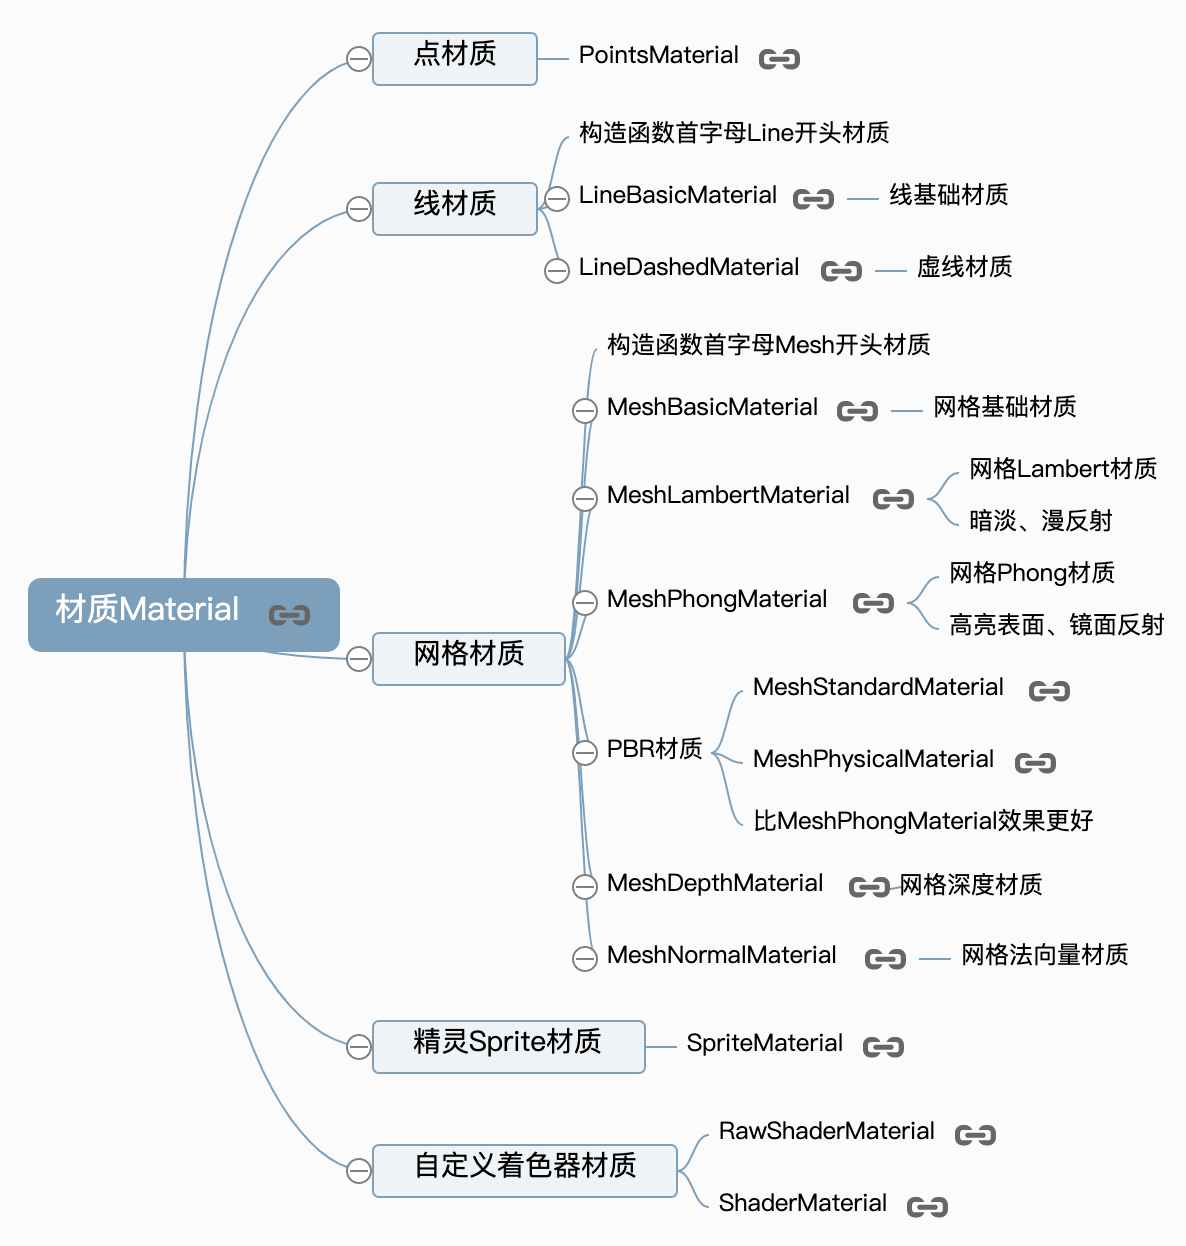 点材质
PointsMaterial
构造函数首字母Line开头材质
线材质
LineBasicMaterial
线基础材质
LineDashedMaterial
虚线材质
构造函数首字母Mesh开头材质
MeshBasicMaterial
网格基础材质
网格Lambert材质
MeshLambertMaterial
暗淡、漫反射
网格Phong材质
MeshPhongMaterial
高亮表面、镜面反射
材质Material
网格材质
MeshStandardMaterial
PBR材质
MeshPhysicalMaterial
比MeshPhongMaterial效果更好
MeshDepthMaterial
网格深度材质
MeshNormalMaterial
网格法向量材质
精灵Sprite材质
SpriteMaterial
RawShaderMaterial
自定义着色器材质
ShaderMaterial